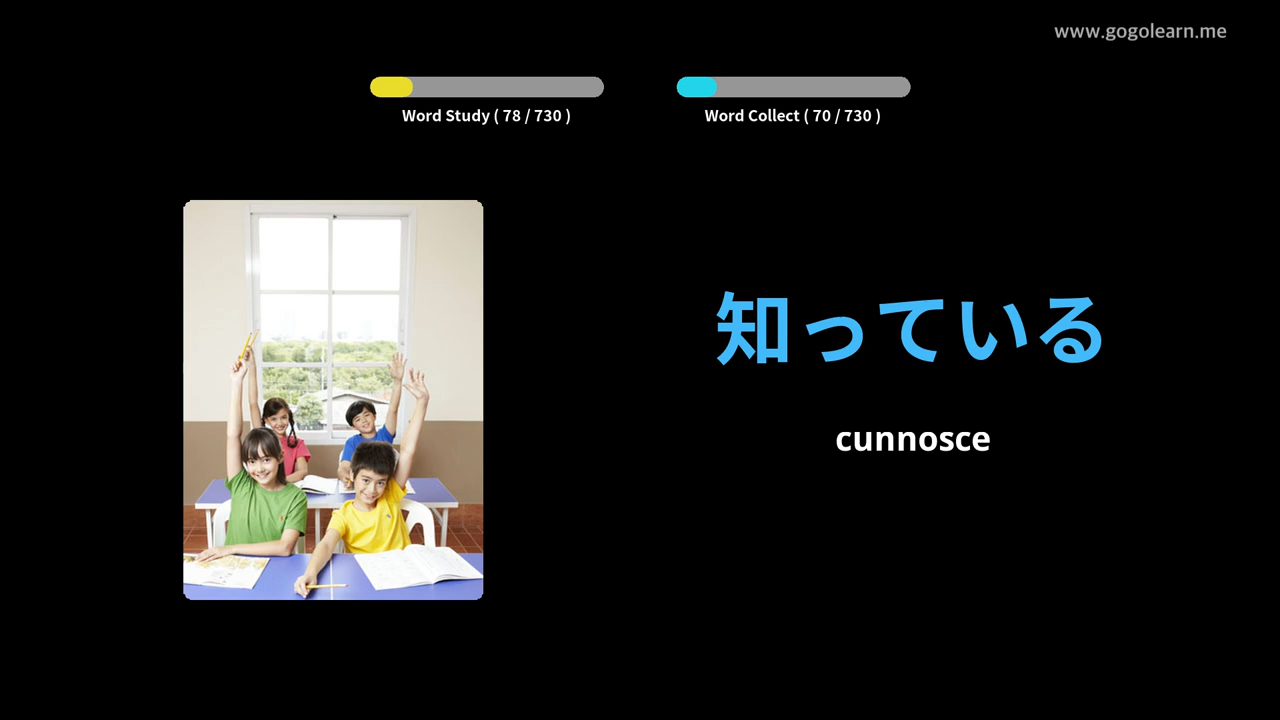 www.gogolearn.me
Word Study ( 78 / 730 )
Word Collect ( 70 / 730 )
知っている
cunnosce